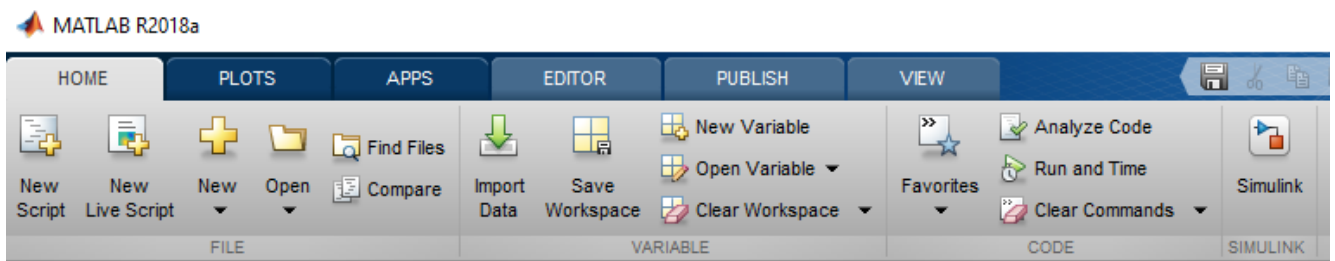 MATLAB R2018a
HOME PLOTS APPS EDITOR PUBLISH VIEW
New Script
New Live Script
New
Open
Find Files
Compare
Import Data
Save Workspace
New Variable
Open Variable
Clear Workspace
Favorites
Analyze Code
Run and Time
Clear Commands
Simulink
FILE VARIABLE CODE SIMULINK